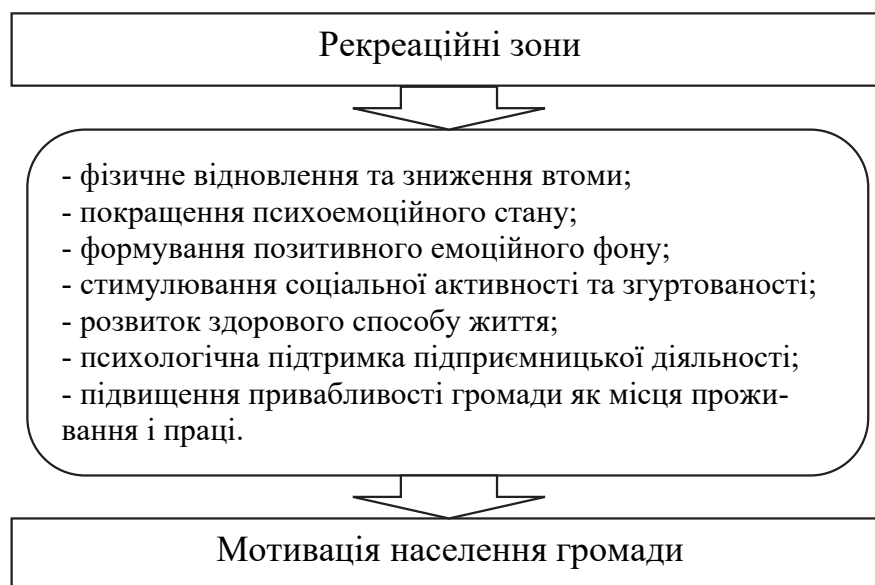 Рекреаційні зони
- фізичне відновлення та зниження втоми;
- покращення психоемоційного стану;
- формування позитивного емоційного фону;
- стимулювання соціальної активності та згуртованості;
- розвиток здорового способу життя;
- психологічна підтримка підприємницької діяльності;
- підвищення привабливості громади як місця прожи-
вання і праці.
Мотивація населення громади